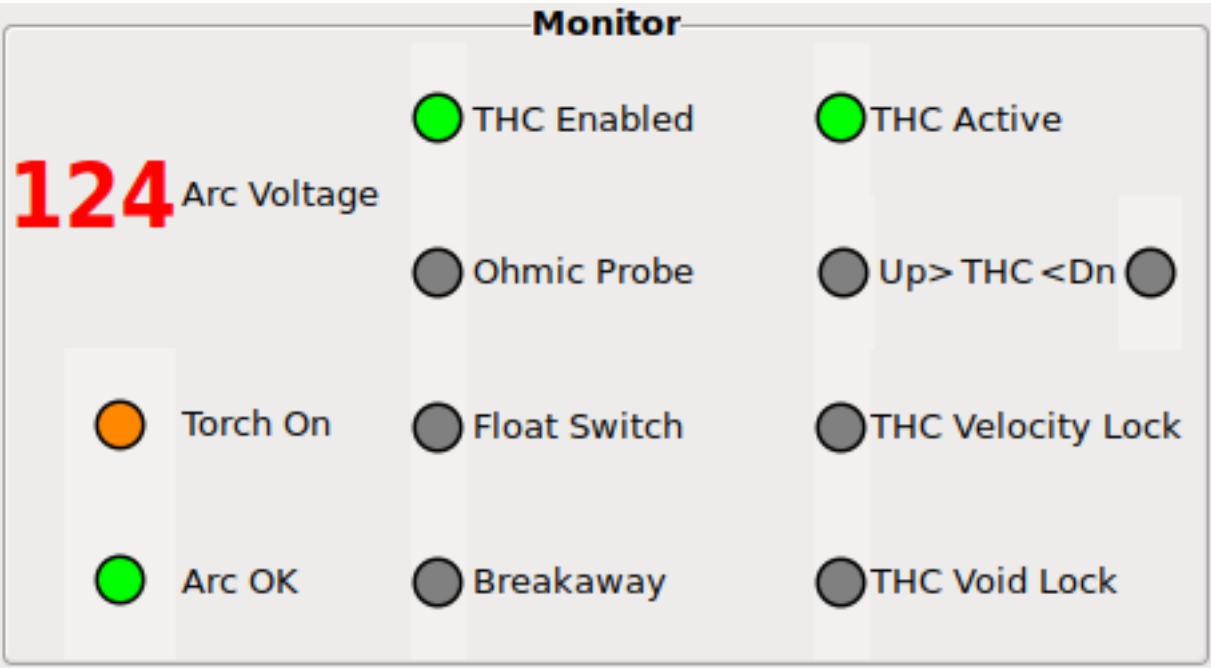 Monitor
THC Enabled
THC Active
124 Arc Voltage
Ohmic Probe
Up> THC <Dn
Torch On
Float Switch
THC Velocity Lock
Arc OK
Breakaway
THC Void Lock